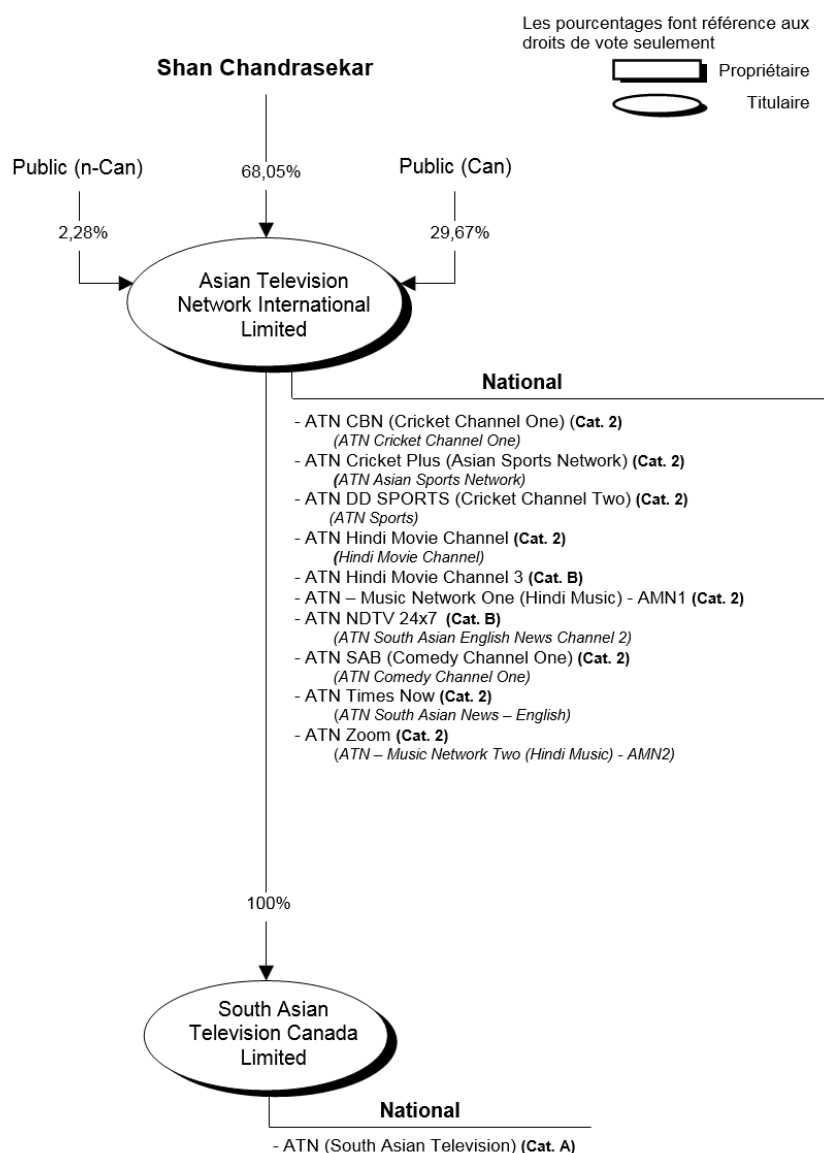 Les pourcentages font référence aux
droits de vote seulement
Propriétaire
Titulaire
Shan Chandrasekar
Public (n-Can)
68,05%
Public (Can)
2,28%
29,67%
Asian Television
Network International
Limited
National
- ATN CBN (Cricket Channel One) (Cat. 2)
(ATN Cricket Channel One)
- ATN Cricket Plus (Asian Sports Network) (Cat. 2)
(ATN Asian Sports Network)
- ATN DD SPORTS (Cricket Channel Two) (Cat. 2)
(ATN Sports)
- ATN Hindi Movie Channel (Cat. 2)
(Hindi Movie Channel)
- ATN Hindi Movie Channel 3 (Cat. B)
- ATN – Music Network One (Hindi Music) - AMN1 (Cat. 2)
- ATN NDTV 24x7 (Cat. B)
(ATN South Asian English News Channel 2)
- ATN SAB (Comedy Channel One) (Cat. 2)
(ATN Comedy Channel One)
- ATN Times Now (Cat. 2)
(ATN South Asian News – English)
- ATN Zoom (Cat. 2)
(ATN – Music Network Two (Hindi Music) - AMN2)
100%
South Asian
Television Canada
Limited
National
- ATN (South Asian Television) (Cat. A)